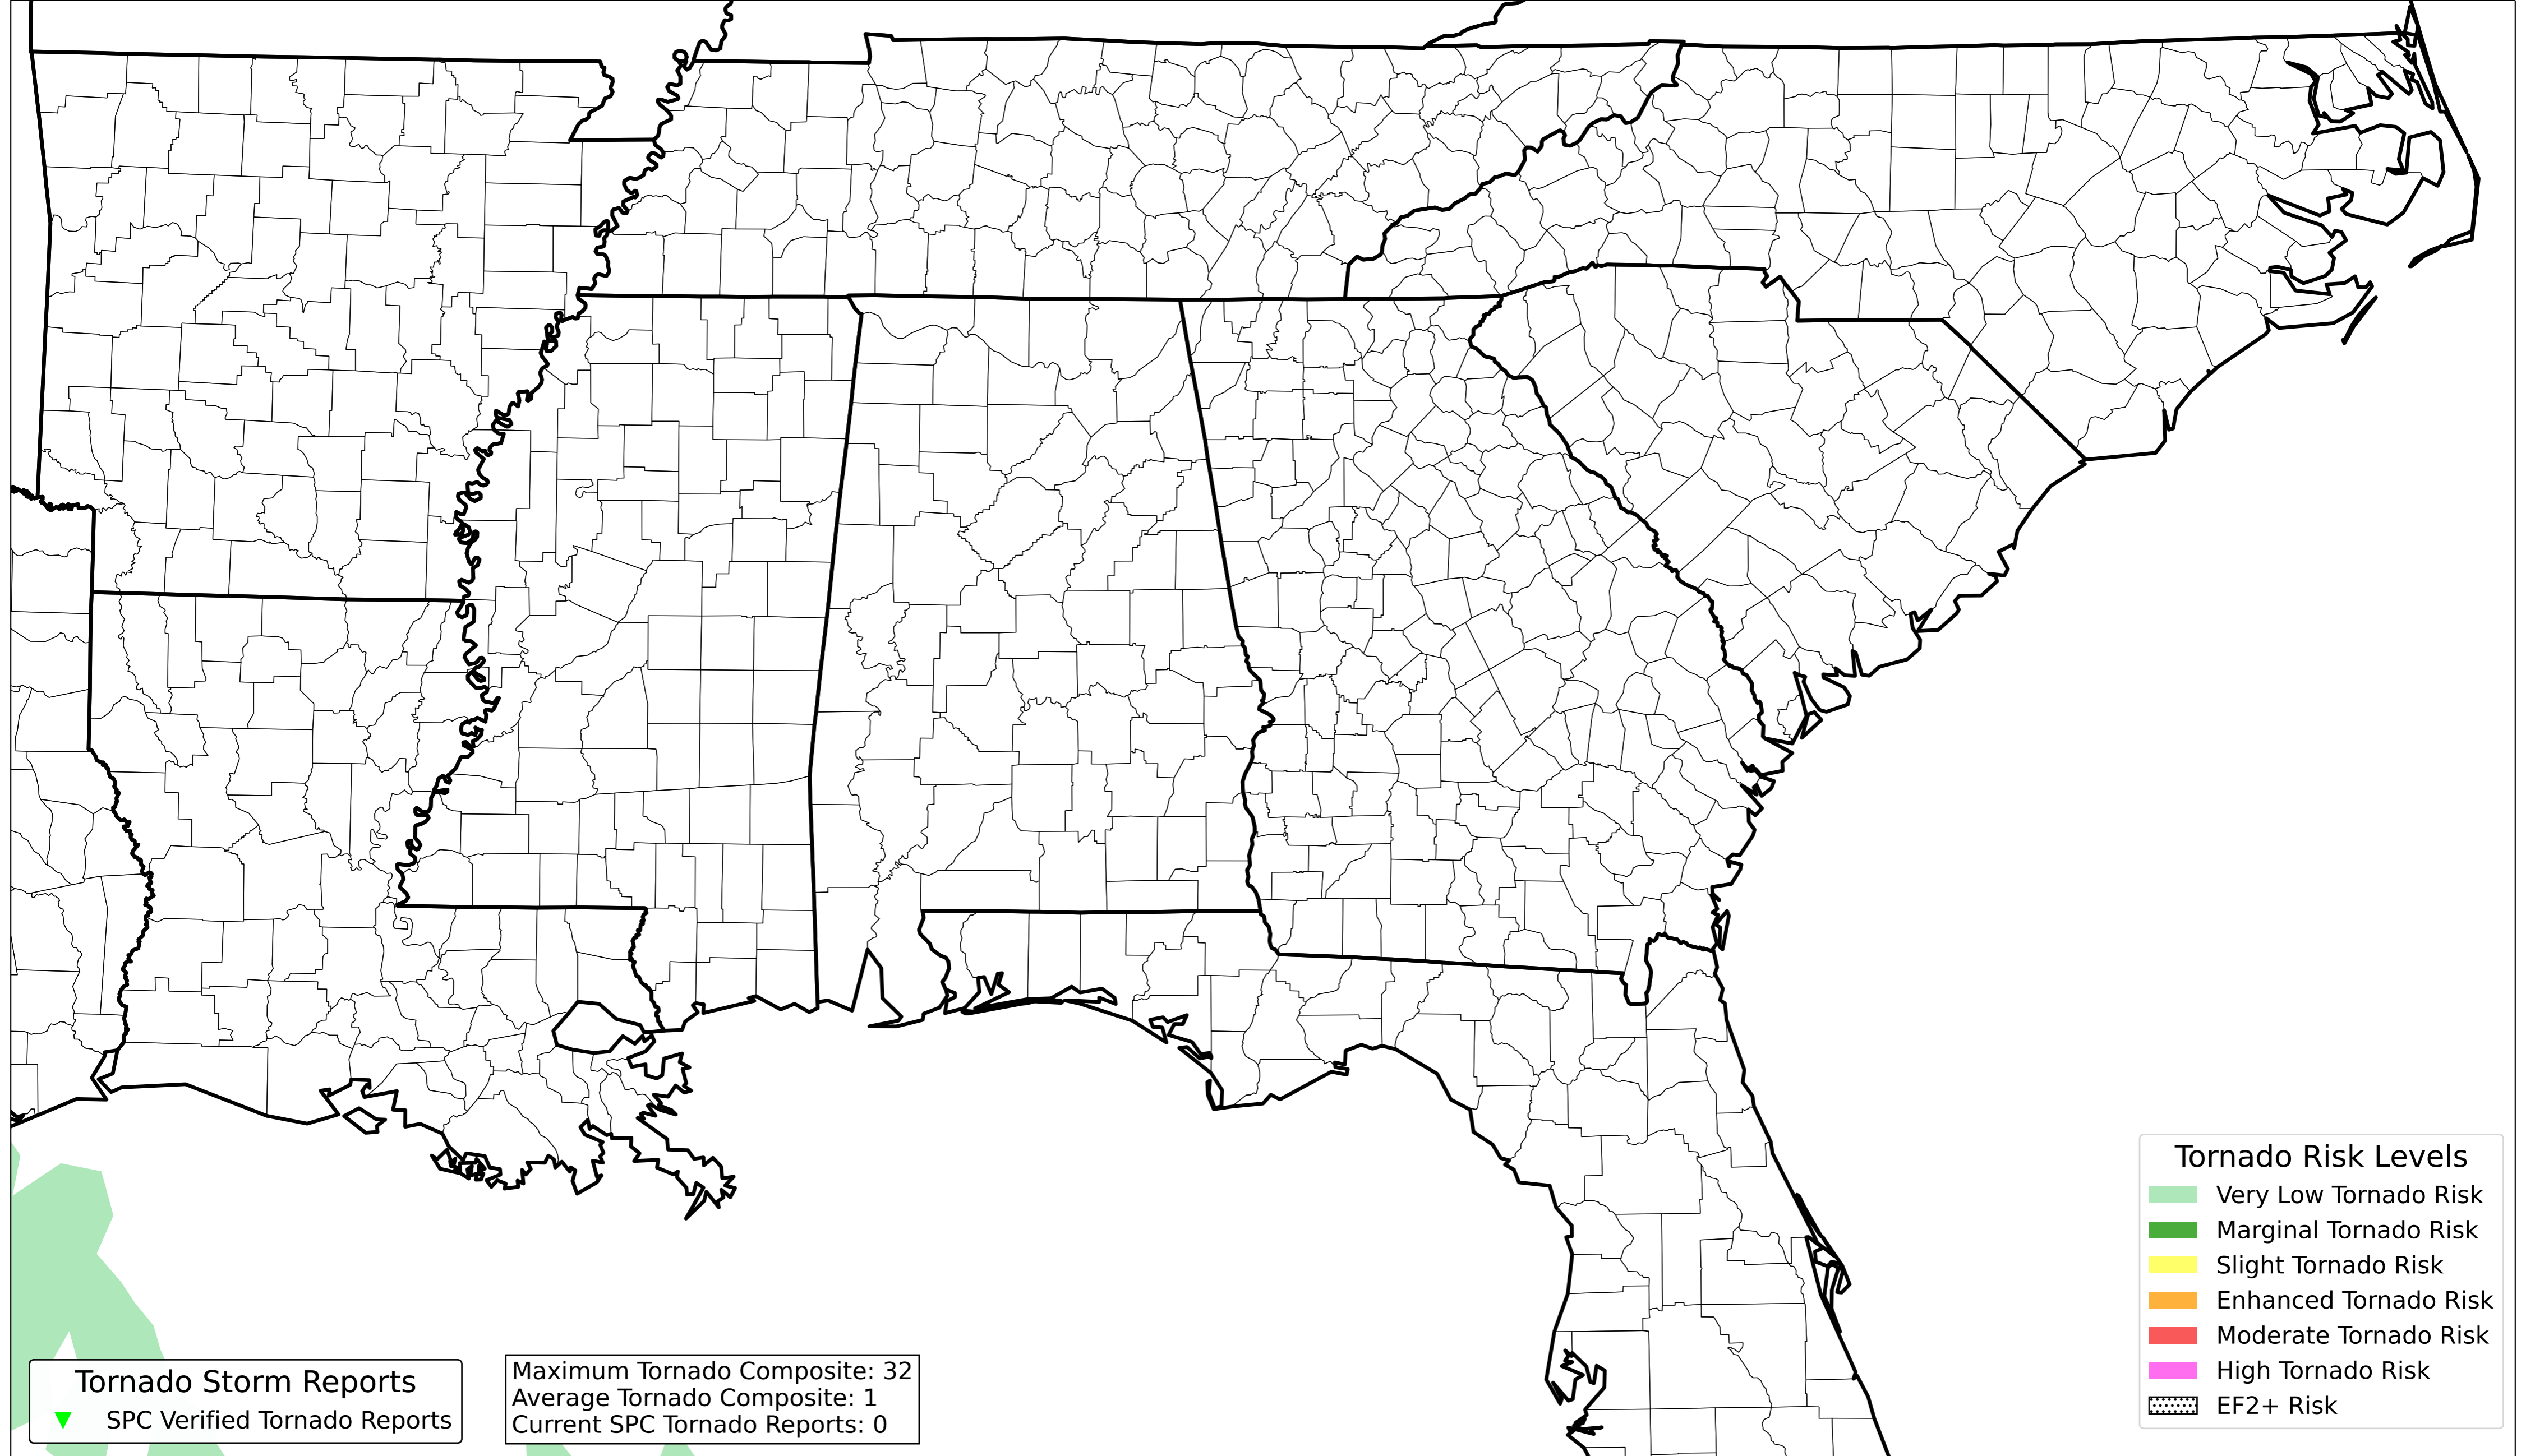 Tornado Storm Reports
SPC Verified Tornado Reports
Maximum Tornado Composite: 32
Average Tornado Composite: 1
Current SPC Tornado Reports: 0
Tornado Risk Levels
Very Low Tornado Risk
Marginal Tornado Risk
Slight Tornado Risk
Enhanced Tornado Risk
Moderate Tornado Risk
High Tornado Risk
EF2+ Risk